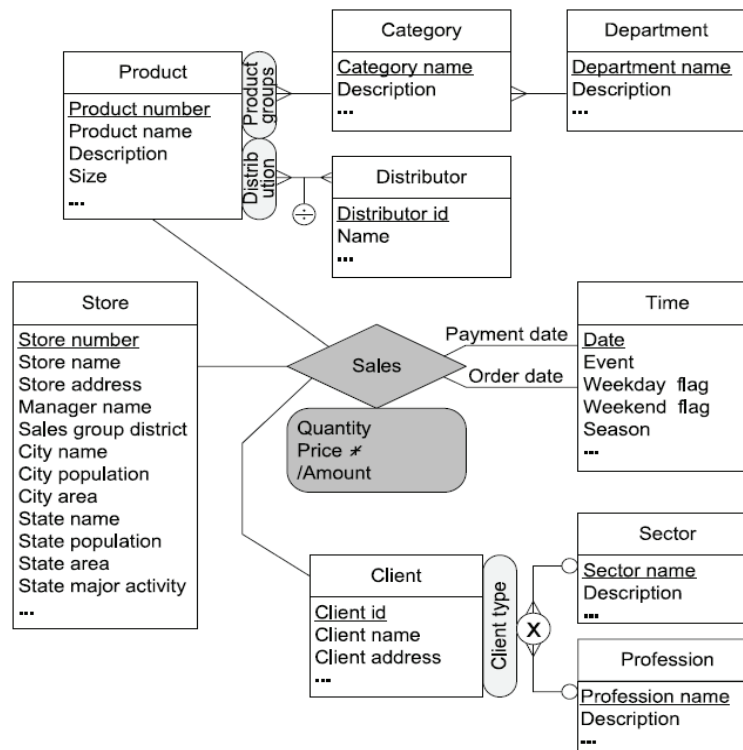 Product
Product number
Product name
Description
Size
...
Product
groups
Distrib
ution
Category
Category name
Description
...
Department
Department name
Description
...
Distributor
Distributor id
Name
...
÷
Store
Store number
Store name
Store address
Manager name
Sales group district
City name
City population
City area
State name
State population
State area
State major activity
...
Sales
Quantity
Price ≁
/Amount
Payment date
Order date
Time
Date
Event
Weekday flag
Weekend flag
Season
...
Client
Client id
Client name
Client address
...
Client type
X
Sector
Sector name
Description
...
Profession
Profession name
Description
...